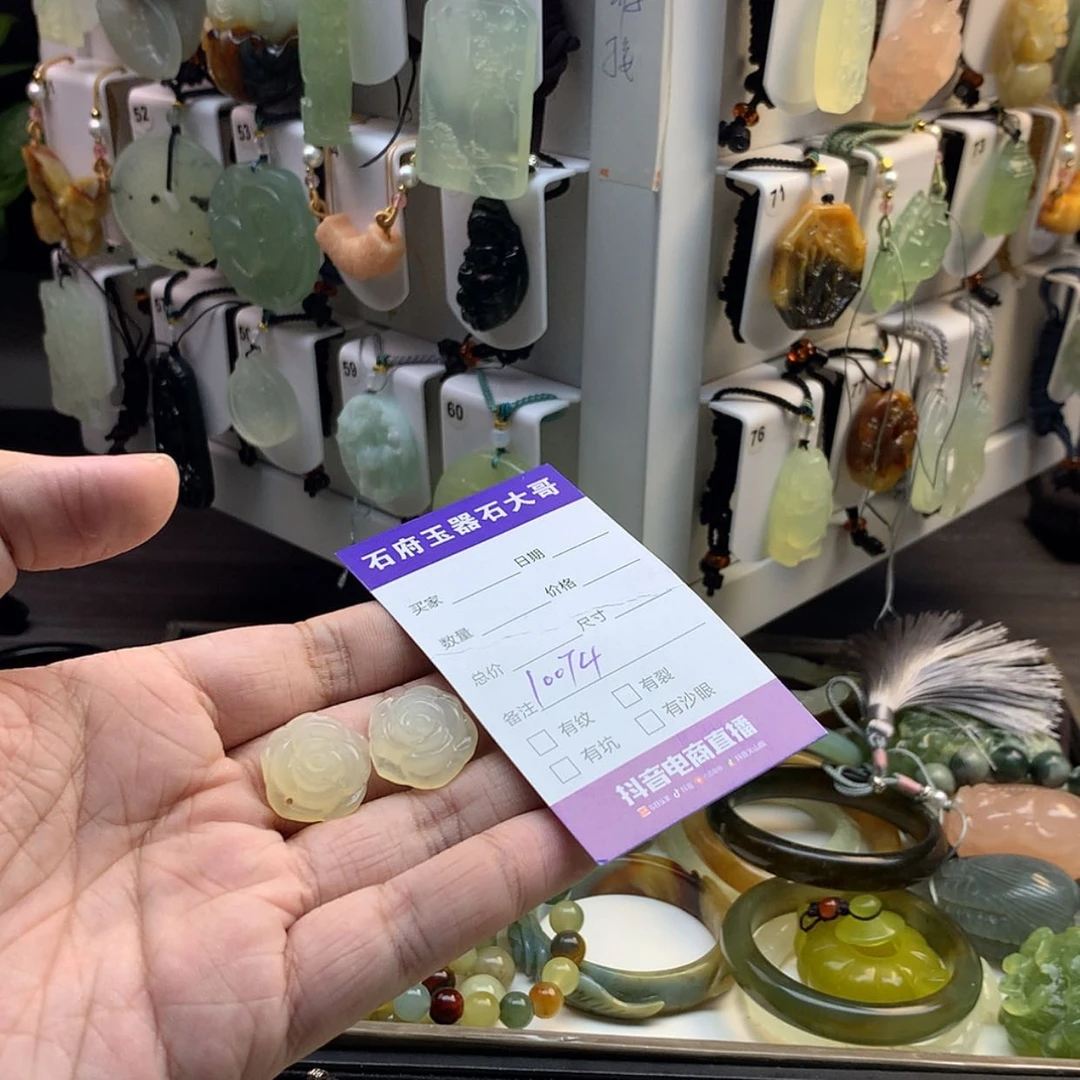 52
53
71
73
59
60
76
接
石府玉器石大哥
买家 日期
数量 价格
总价 尺寸
备注 10074
有纹 有裂
有坑 有沙眼
抖音电商直播